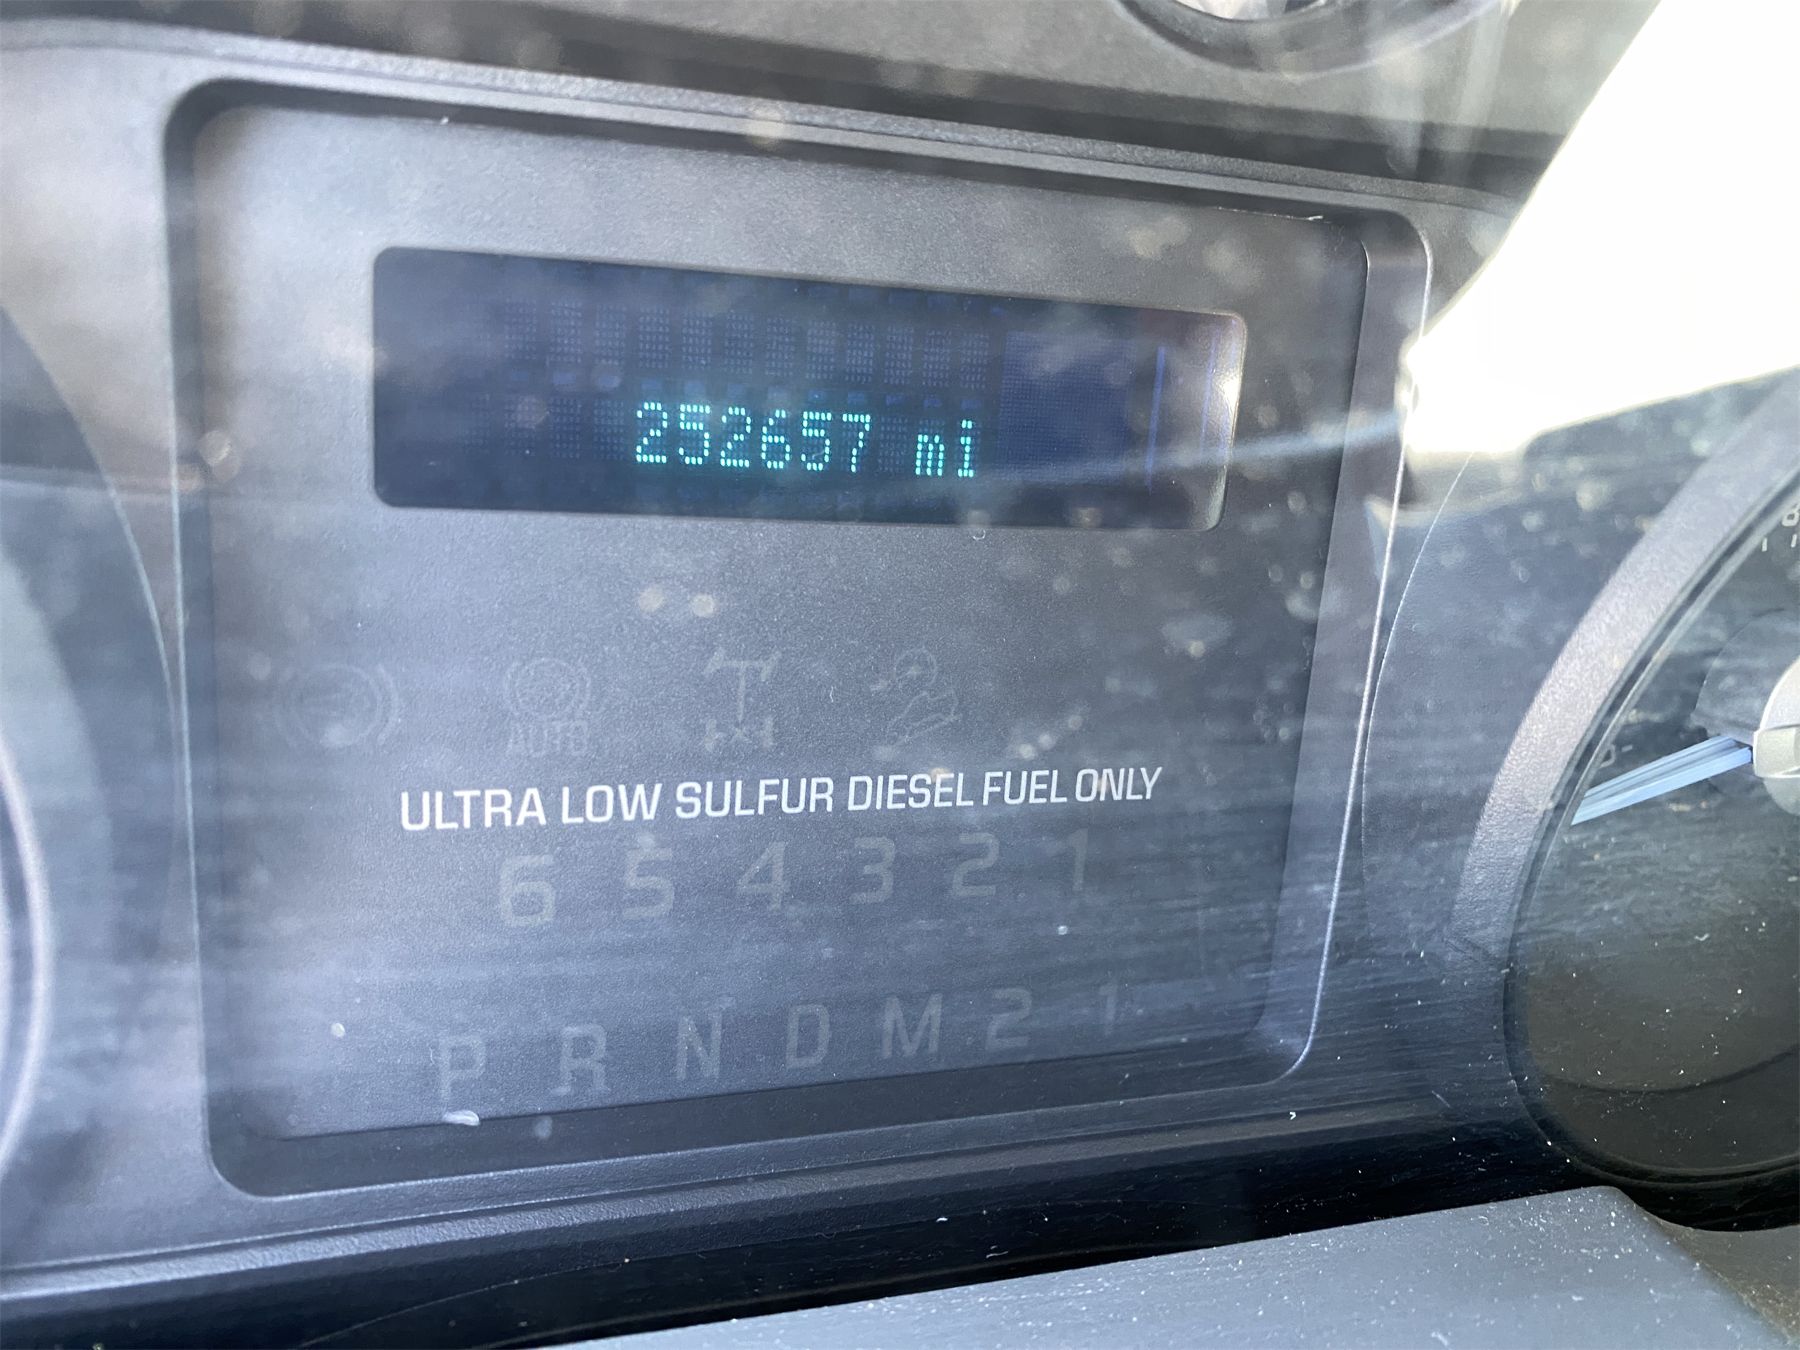 252657 mi
AUTO
ULTRA LOW SULFUR DIESEL FUEL ONLY
6 5 4 3 2 1
P R N D M 2 1